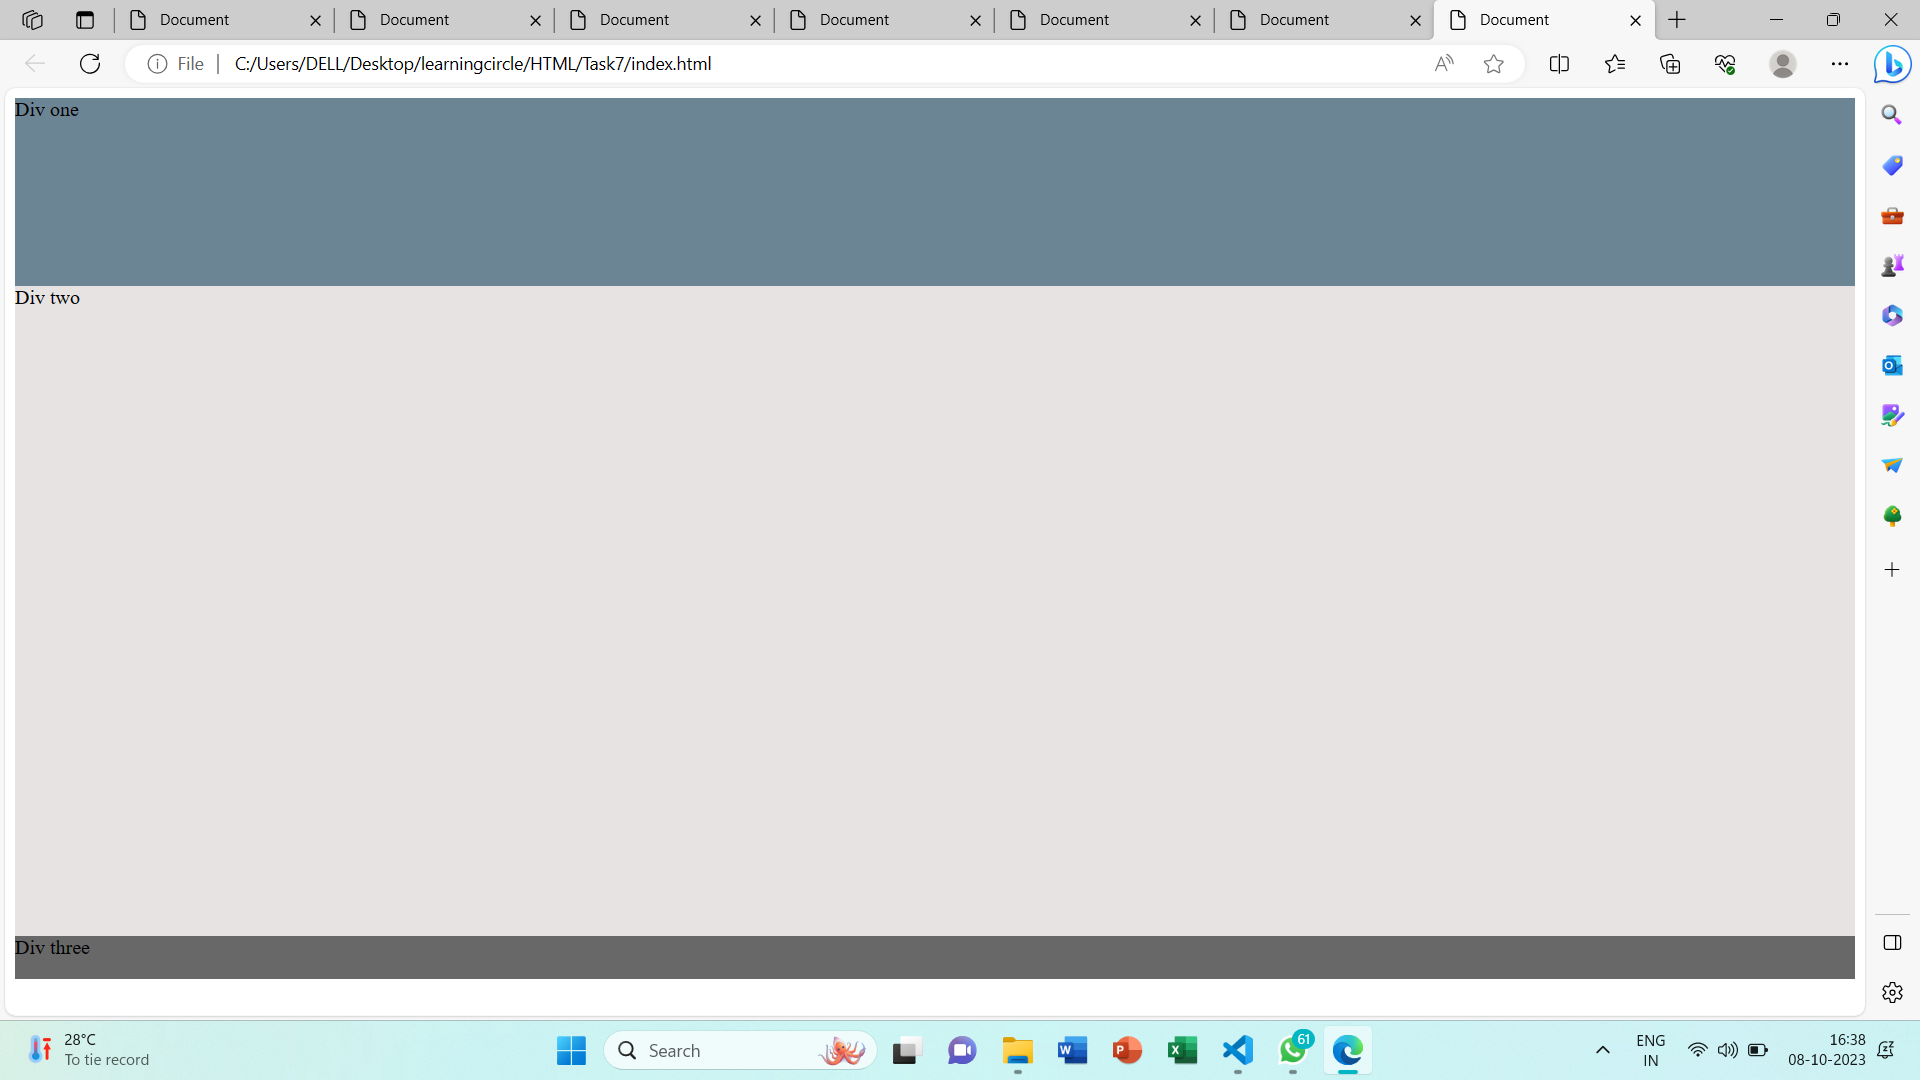 Document
Document
Document
Document
Document
Document
Document
File
C:/Users/DELL/Desktop/learningcircle/HTML/Task7/index.html
Div one
Div two
Div three
28°C
To tie record
Search
61
ENG
IN
16:38
08-10-2023